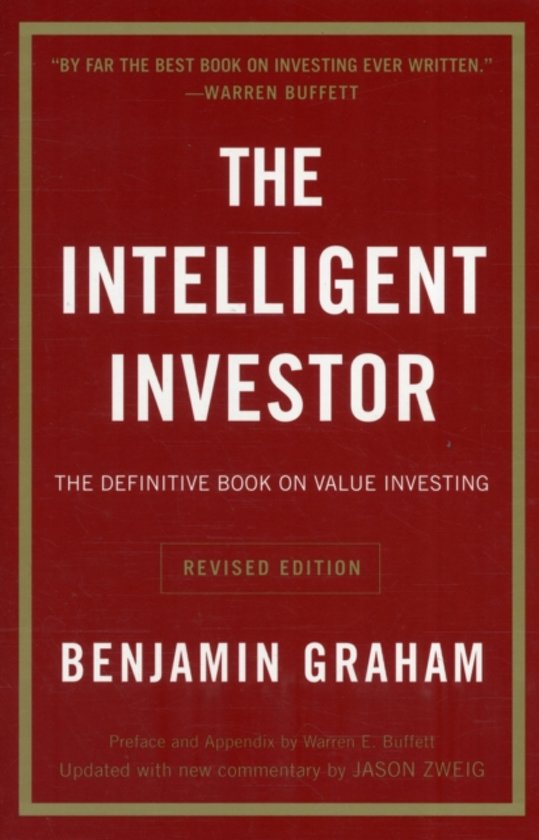 “BY FAR THE BEST BOOK ON INVESTING EVER WRITTEN.”
—WARREN BUFFETT
THE
INTELLIGENT
INVESTOR
THE DEFINITIVE BOOK ON VALUE INVESTING
REVISED EDITION
BENJAMIN GRAHAM
Preface and Appendix by Warren E. Buffett
Updated with new commentary by JASON ZWEIG